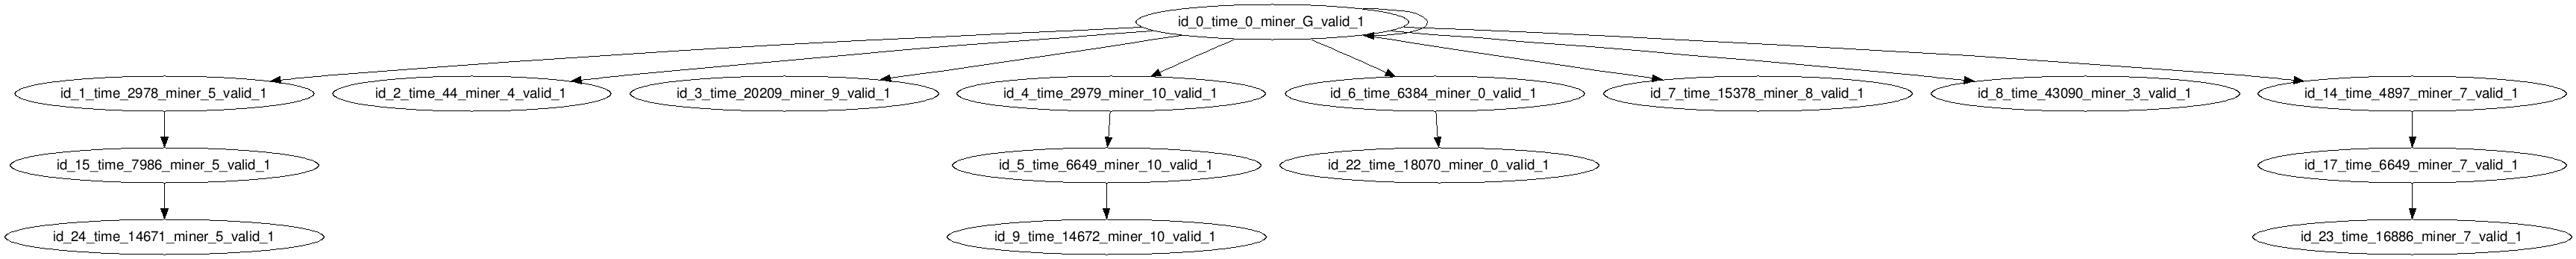 id_0_time_0_miner_G_valid_1
id_1_time_2978_miner_5_valid_1
id_2_time_44_miner_4_valid_1
id_3_time_20209_miner_9_valid_1
id_4_time_2979_miner_10_valid_1
id_6_time_6384_miner_0_valid_1
id_7_time_15378_miner_8_valid_1
id_8_time_43090_miner_3_valid_1
id_14_time_4897_miner_7_valid_1
id_15_time_7986_miner_5_valid_1
id_5_time_6649_miner_10_valid_1
id_22_time_18070_miner_0_valid_1
id_17_time_6649_miner_7_valid_1
id_24_time_14671_miner_5_valid_1
id_9_time_14672_miner_10_valid_1
id_23_time_16886_miner_7_valid_1